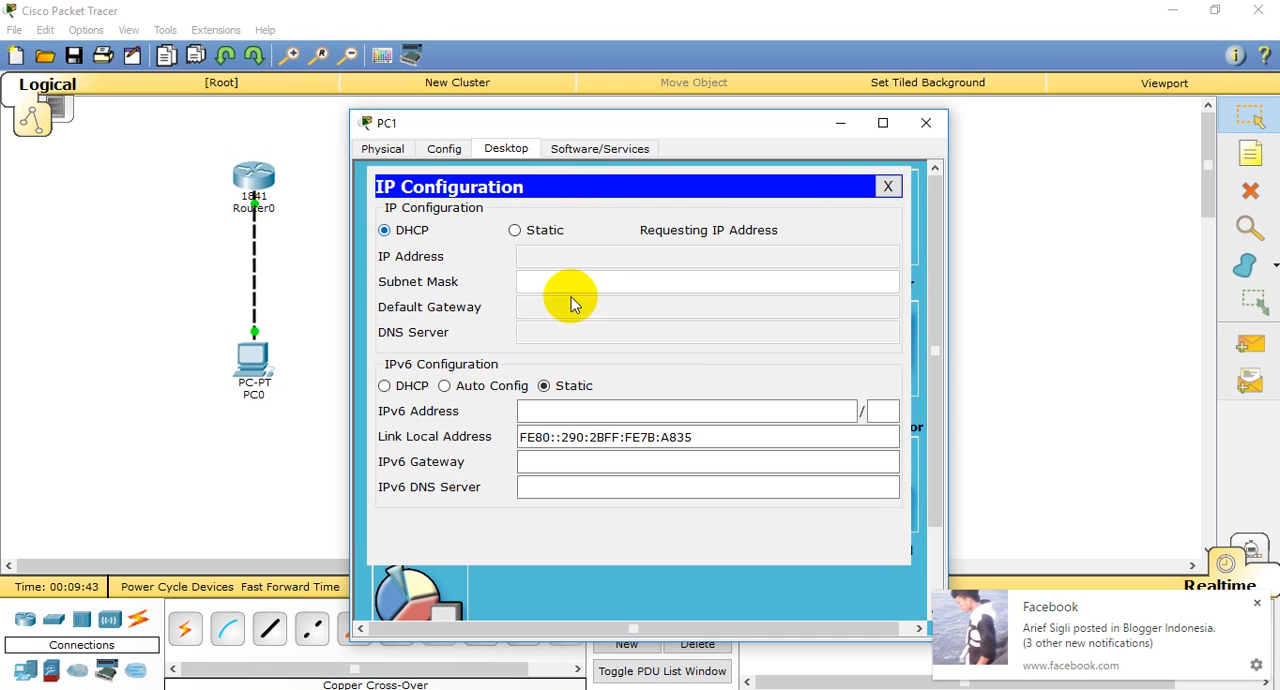 Cisco Packet Tracer
File Edit Options View Tools Extensions Help
Logical [Root] New Cluster Move Object Set Tiled Background Viewport
PC1
Physical Config Desktop Software/Services
IP Configuration X
IP Configuration
DHCP Static Requesting IP Address
IP Address
Subnet Mask
Default Gateway
DNS Server
IPv6 Configuration
DHCP Auto Config Static
IPv6 Address /
Link Local Address FE80::290:2BFF:FE7B:A835
IPv6 Gateway
IPv6 DNS Server
1841
Router0
PC-PT
PC0
or
Time: 00:09:43 Power Cycle Devices Fast Forward Time
Realtime
Connections
New Delete
Toggle PDU List Window
Copper Cross-Over
Facebook
Arief Sigli posted in Blogger Indonesia.
(3 other new notifications)
www.facebook.com